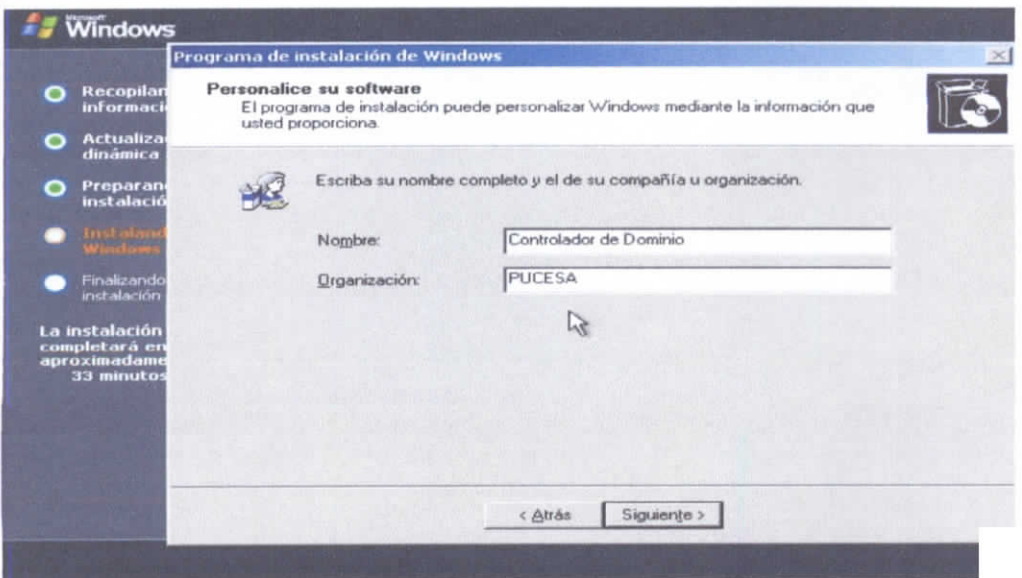 Microsoft
Windows
Programa de instalación de Windows
Personalice su software
El programa de instalación puede personalizar Windows mediante la información que
usted proporciona.
Recopilan
informaci
Actualiza
dinámica
Preparan
instalació
Instaland
Windows
Finalizando
instalación
La instalación
completará en
aproximadame
33 minutos
Escriba su nombre completo y el de su compañía u organización.
Nombre:
Controlador de Dominio
Organización:
PUCESA
< Atrás
Siguiente >